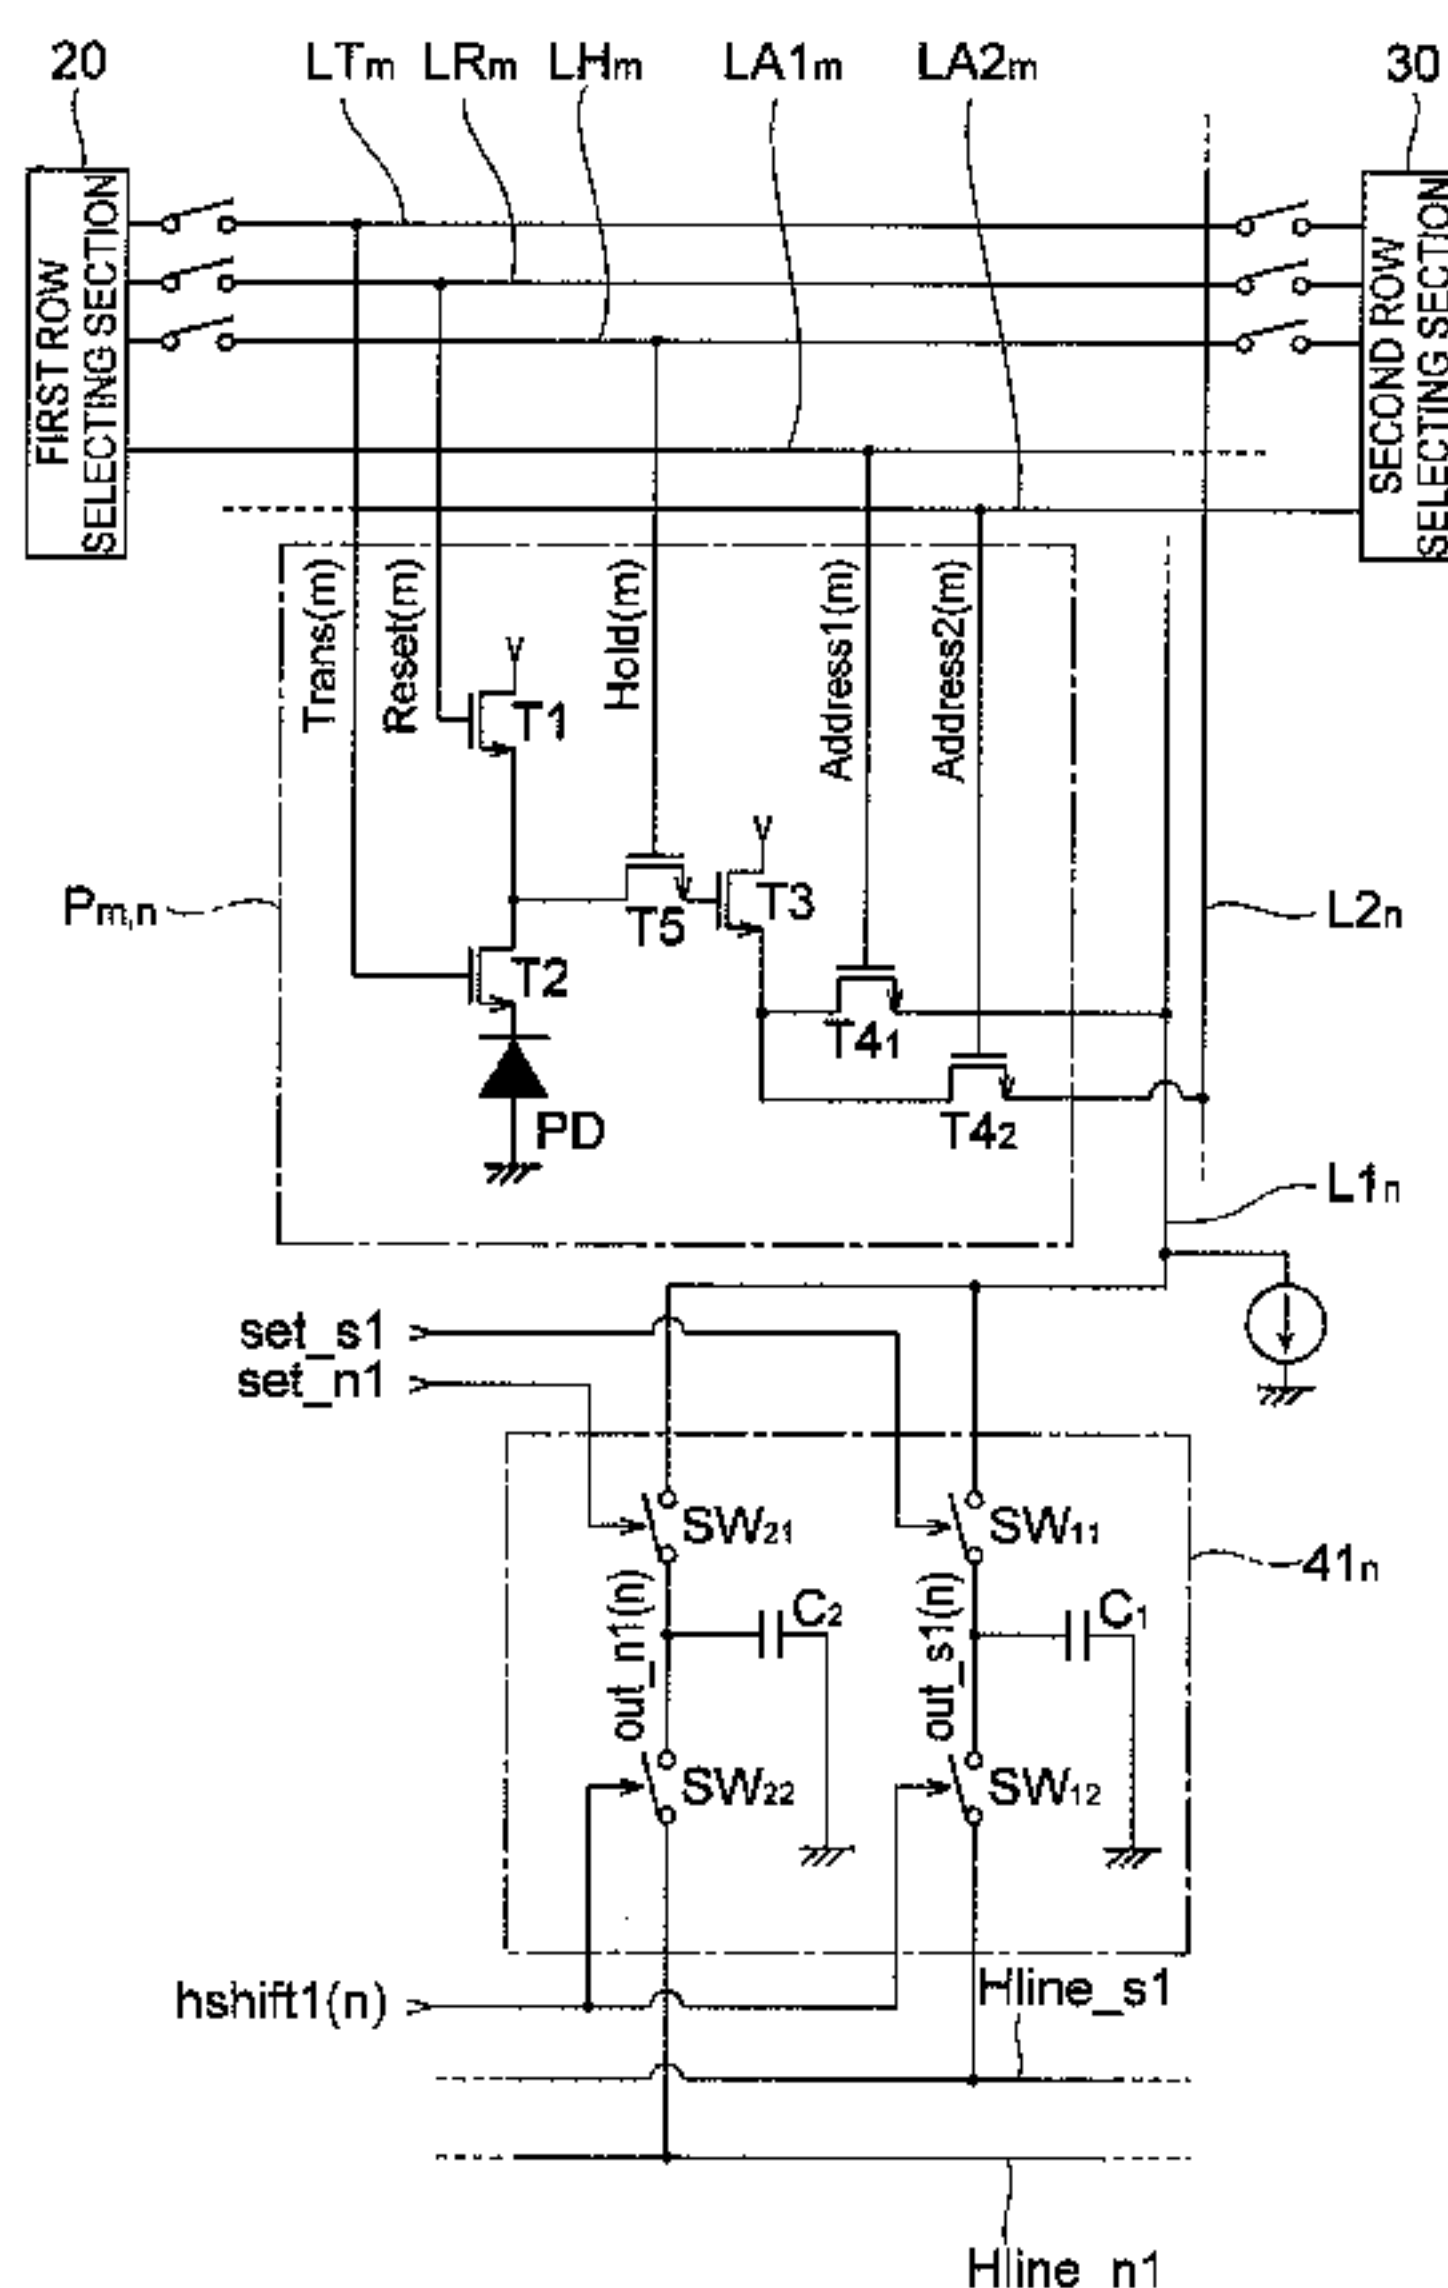 20
LTm
LRm
LHm
LA1m
LA2m
30
FIRST ROW
SELECTING SECTION
SECOND ROW
SELECTING SECTION
Trans(m)
Reset(m)
Hold(m)
Address1(m)
Address2(m)
V
T1
V
Pm,n
T5
T3
L2n
T2
T41
PD
T42
L1n
set_s1
set_n1
SW21
SW11
41n
out_n1(n)
C2
out_s1(n)
C1
SW22
SW12
hshift1(n)
Hline_s1
Hline_n1